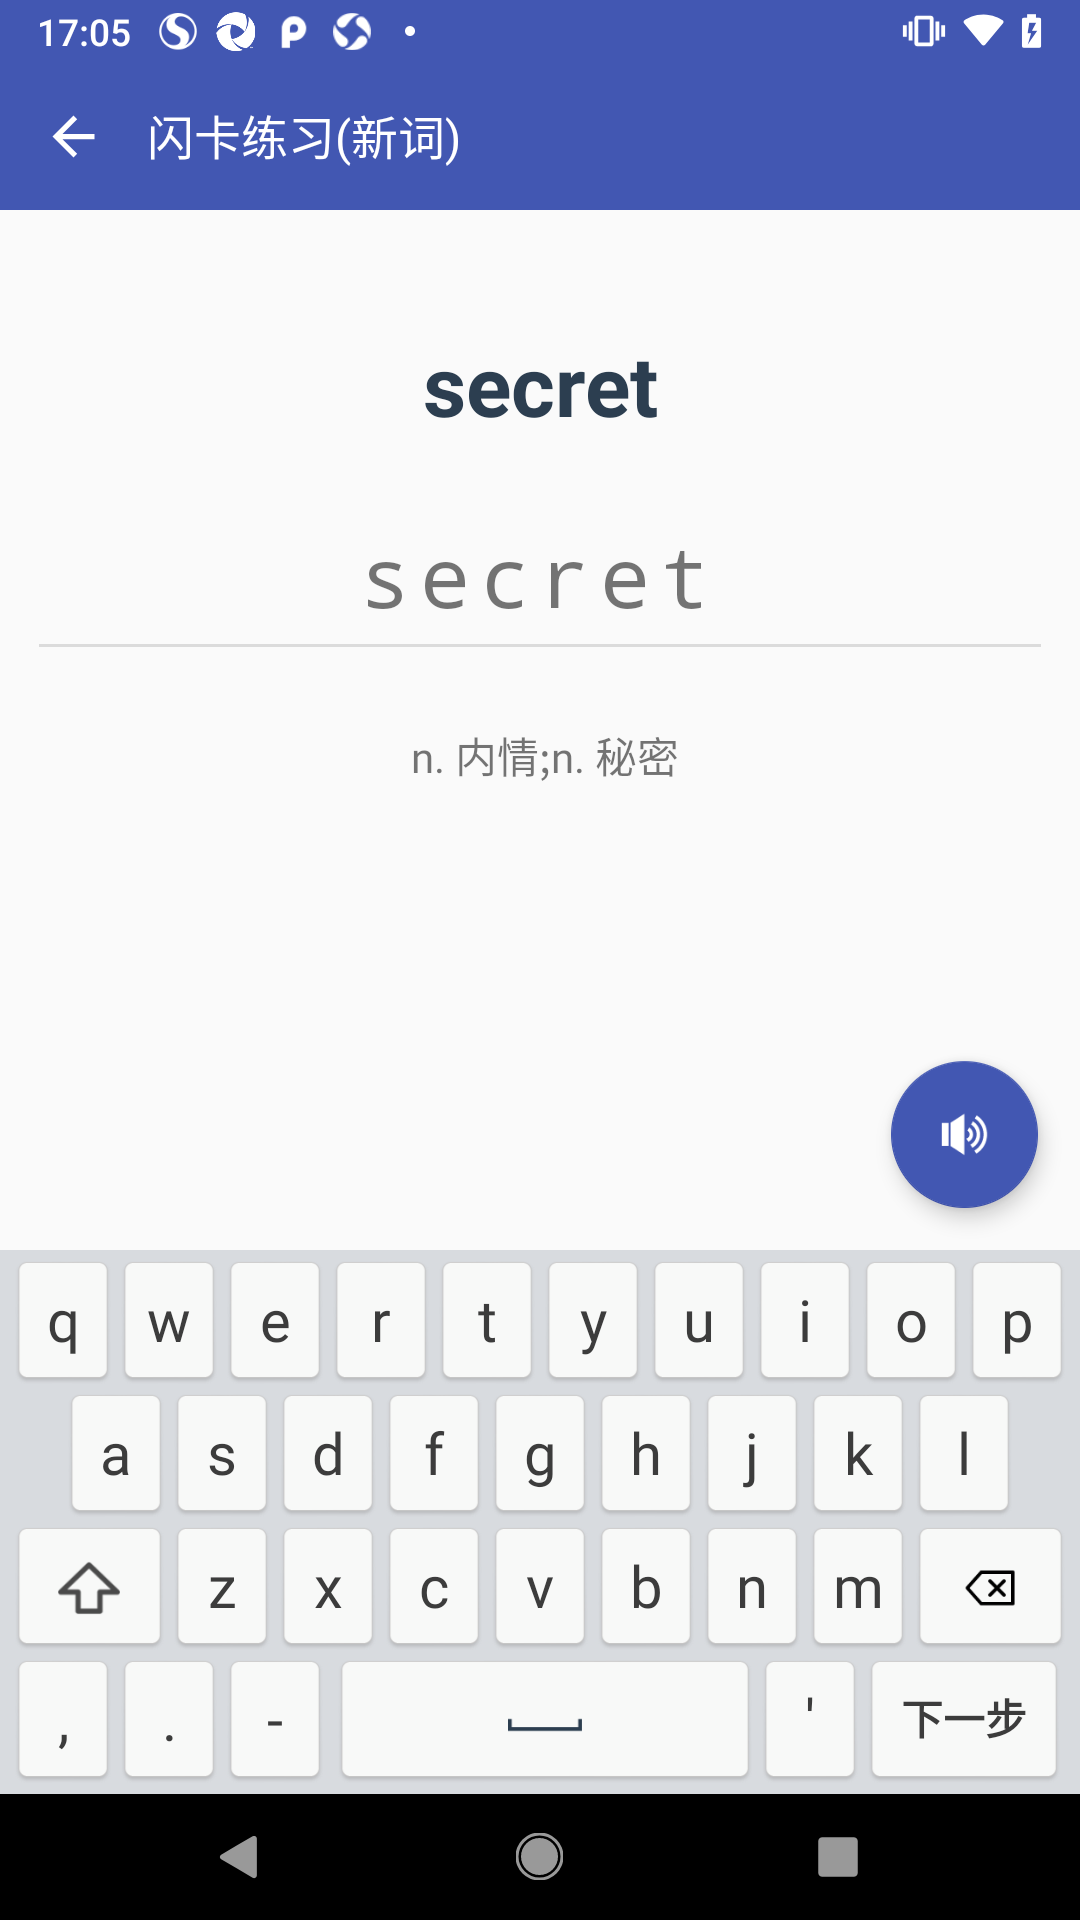 17:05
闪卡练习(新词)
secret
secret
n. 内情;n. 秘密
q w e r t y u i o p
a s d f g h j k l
z x c v b n m
, . - ' 下一步